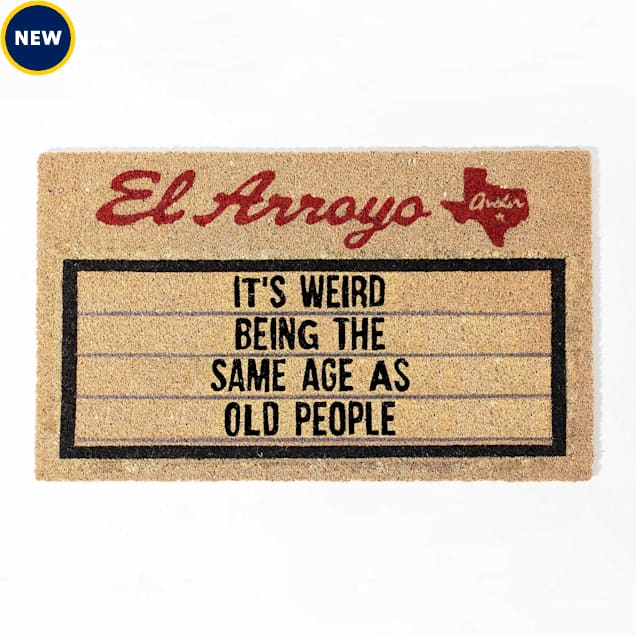 NEW
El Arroyo
Austin
IT'S WEIRD
BEING THE
SAME AGE AS
OLD PEOPLE